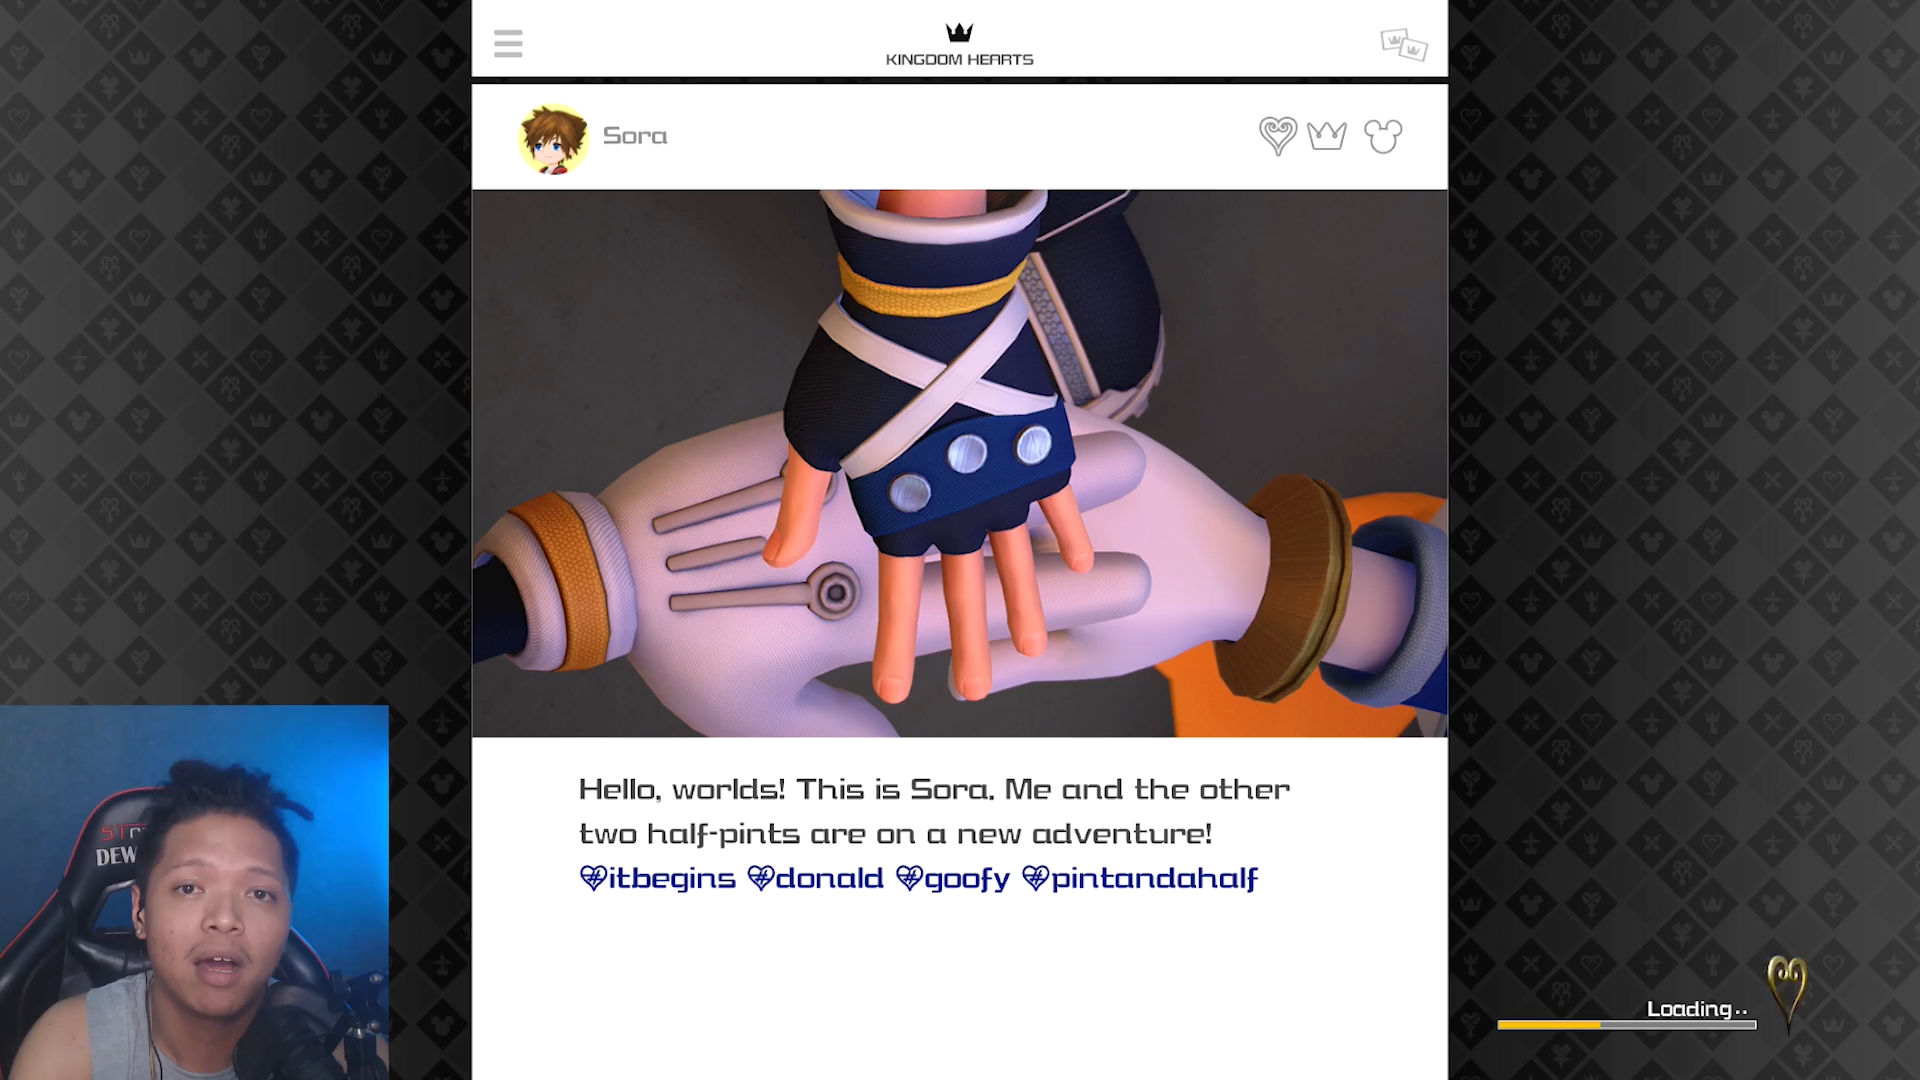 KINGDOM HEARTS
Sora
Hello, worlds! This is Sora. Me and the other
two half-pints are on a new adventure!
#itbegins #donald #goofy #pintandahalf
DEW
Loading..